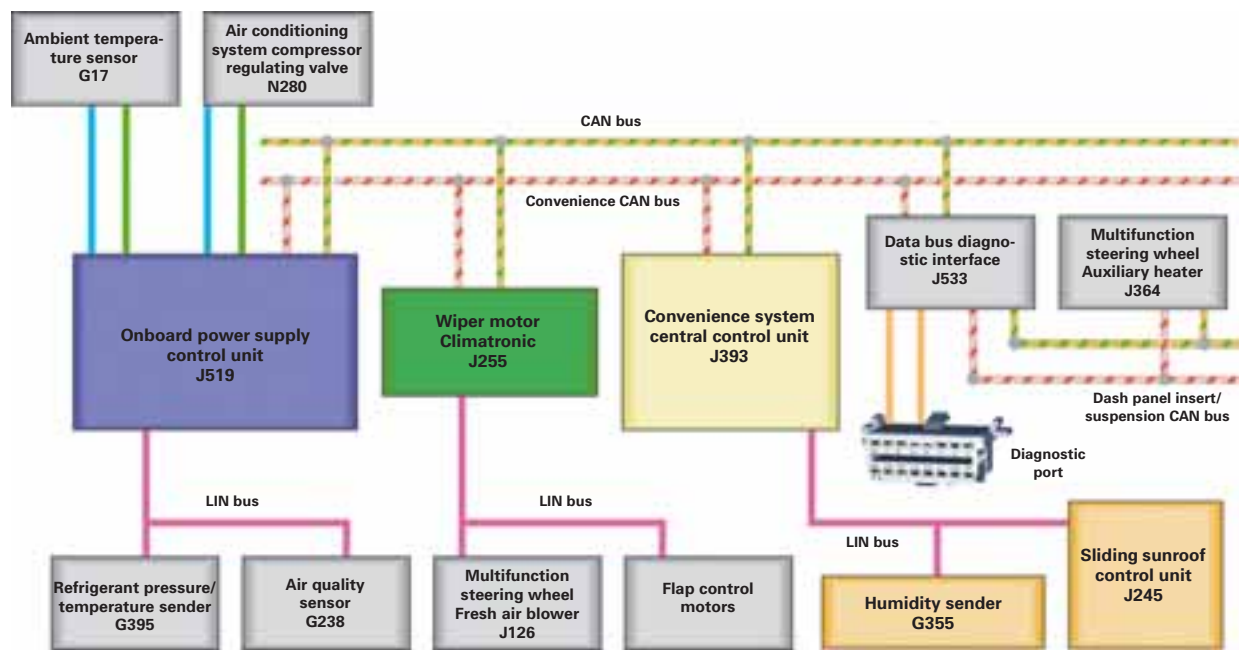 Ambient tempera-
ture sensor
G17
Air conditioning
system compressor
regulating valve
N280
CAN bus
Convenience CAN bus
Onboard power supply
control unit
J519
Wiper motor
Climatronic
J255
Convenience system
central control unit
J393
Data bus diagno-
stic interface
J533
Multifunction
steering wheel
Auxiliary heater
J364
Dash panel insert/
suspension CAN bus
Diagnostic
port
LIN bus
LIN bus
LIN bus
Refrigerant pressure/
temperature sender
G395
Air quality
sensor
G238
Multifunction
steering wheel
Fresh air blower
J126
Flap control
motors
Humidity sender
G355
Sliding sunroof
control unit
J245